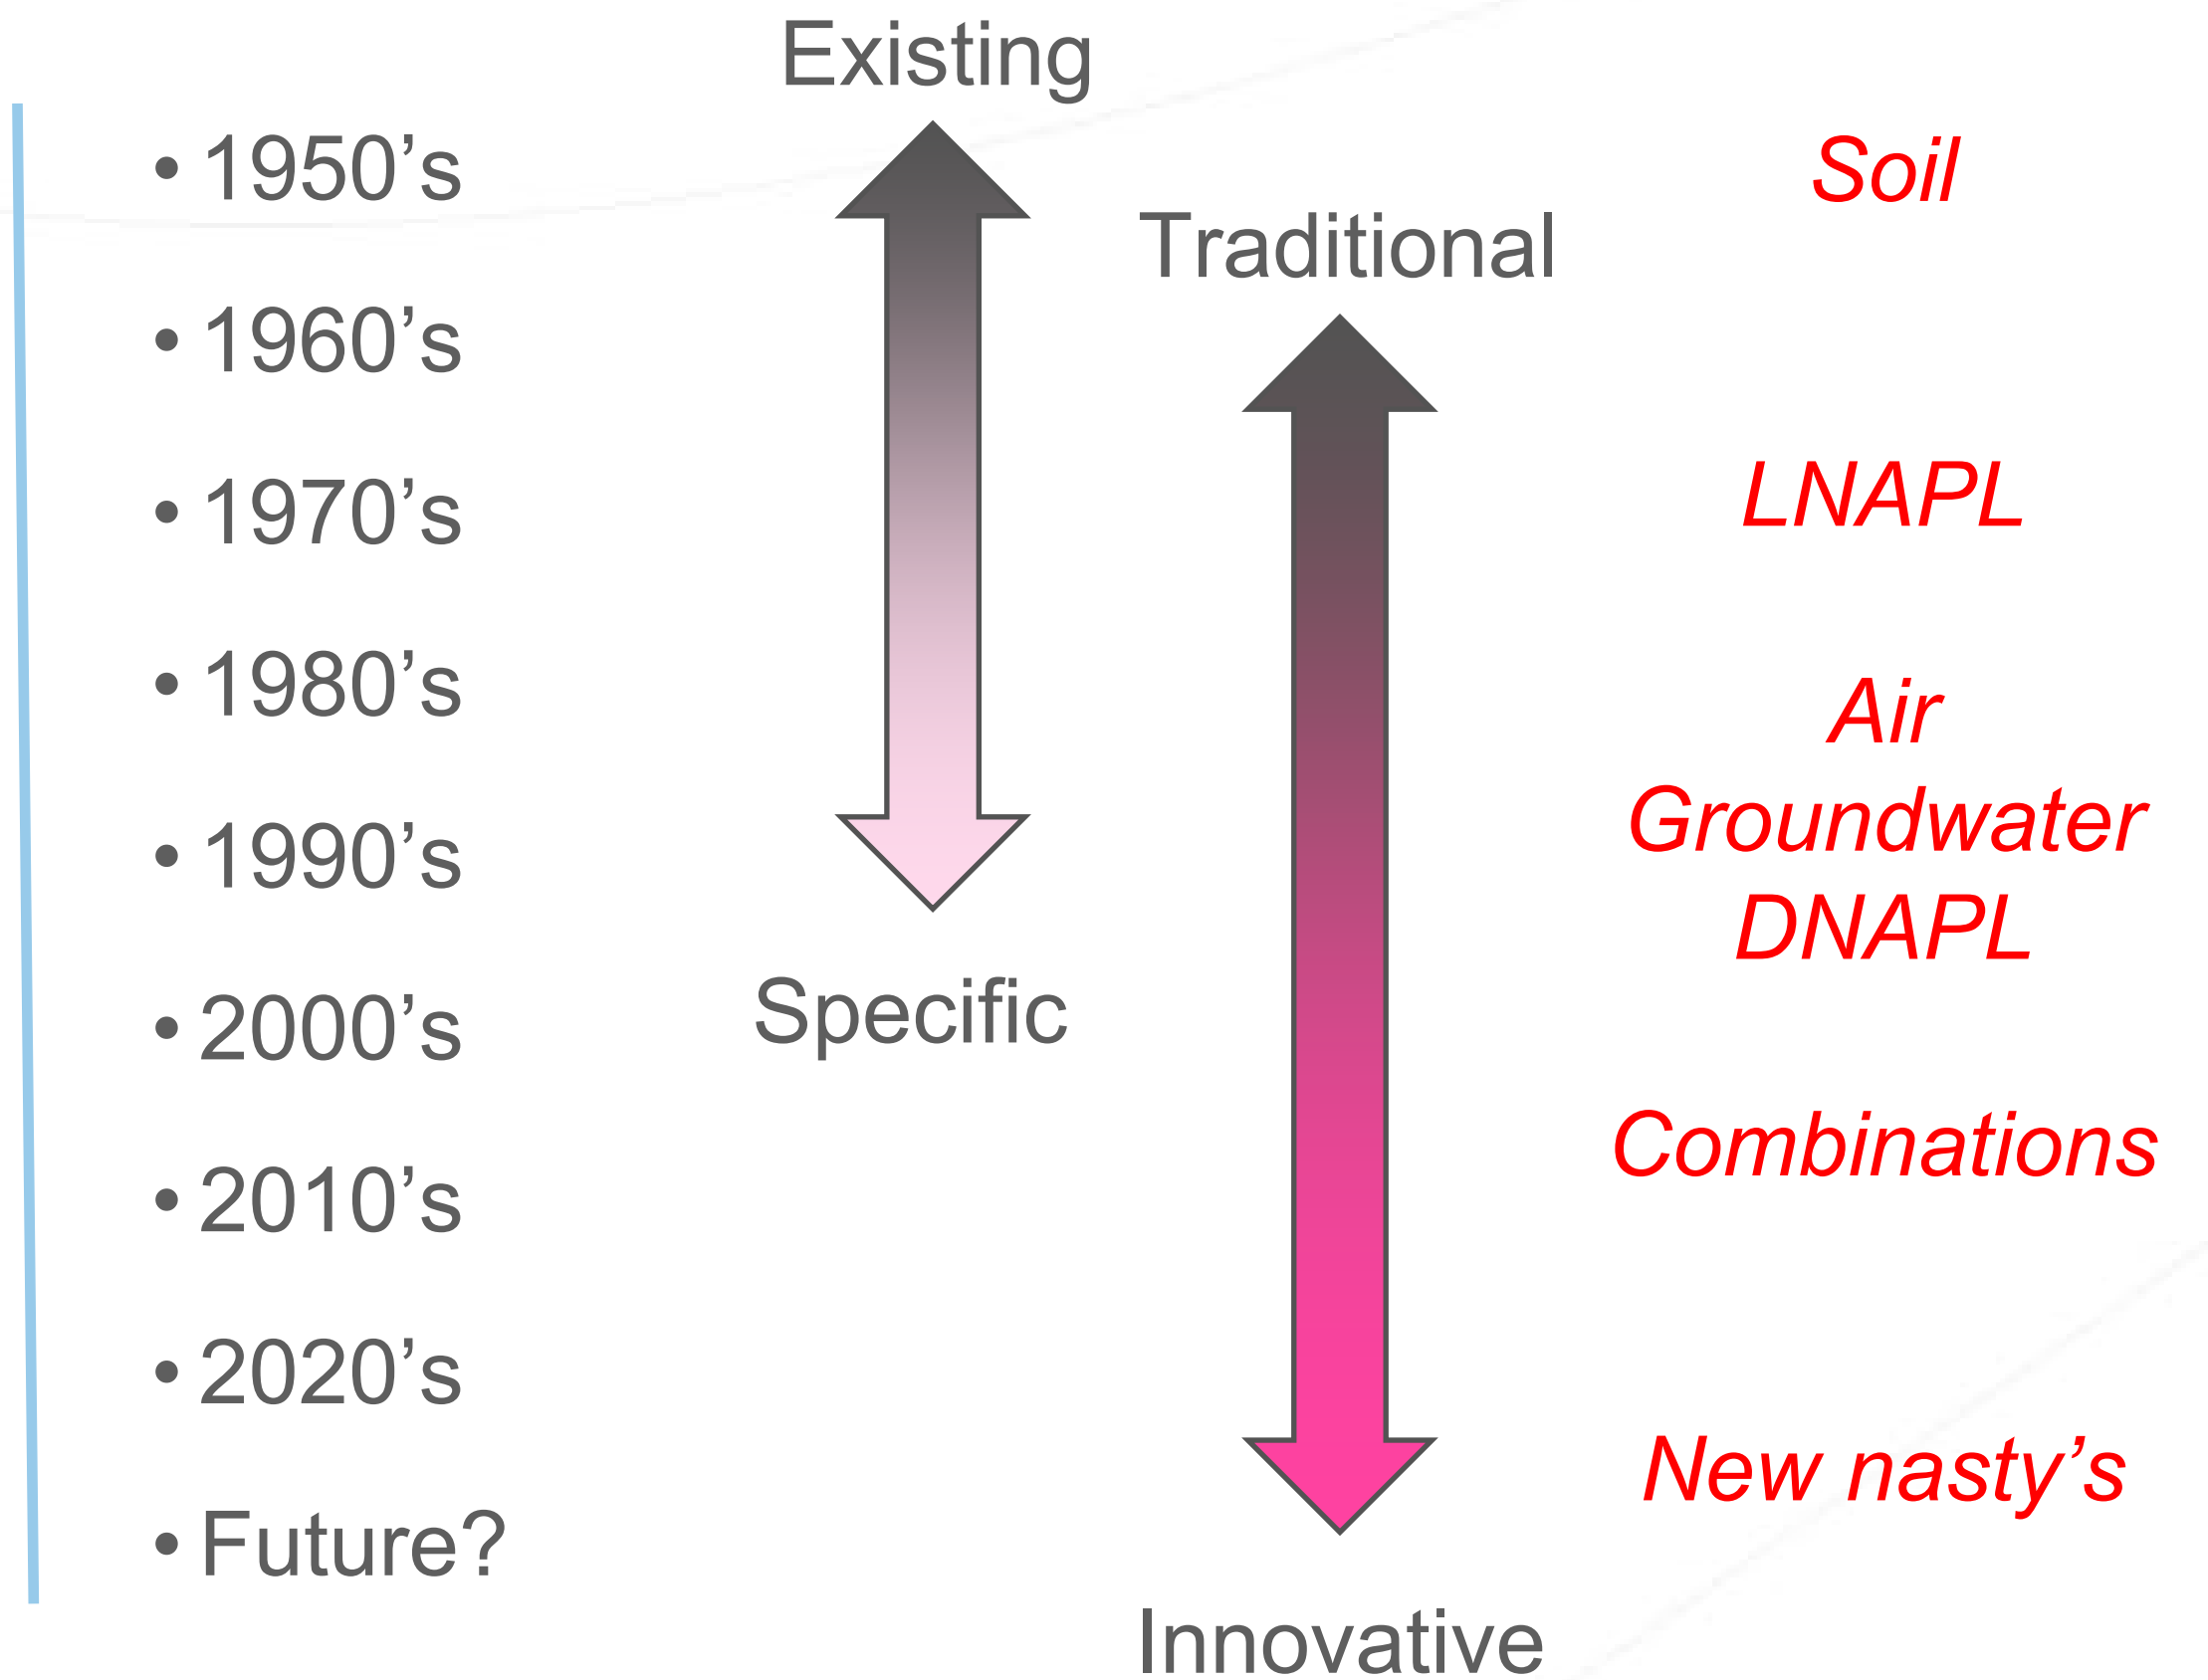 Existing
• 1950’s
• 1960’s
• 1970’s
• 1980’s
• 1990’s
• 2000’s
• 2010’s
• 2020’s
• Future?
Specific
Traditional
Innovative
Soil
LNAPL
Air
Groundwater
DNAPL
Combinations
New nasty’s